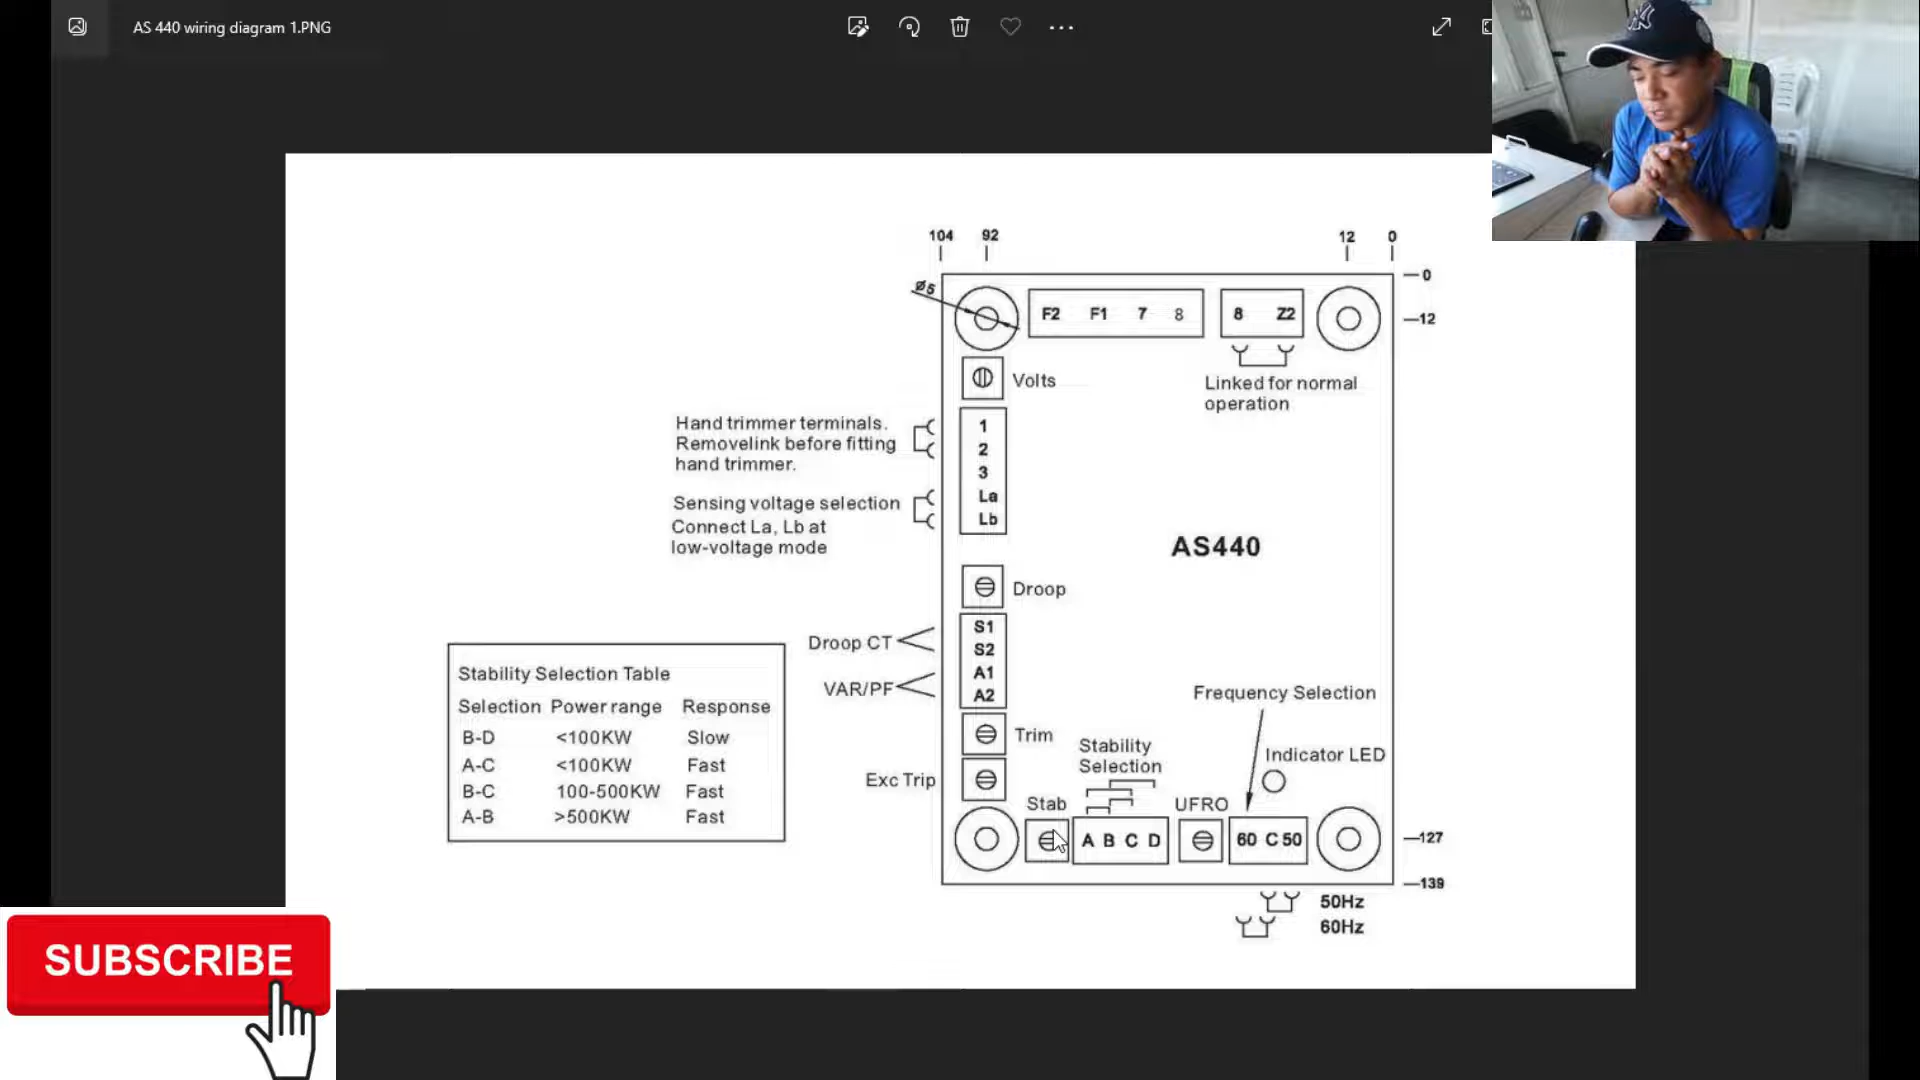 AS 440 wiring diagram 1.PNG
104 92 12 0
0
Ø5
F2 F1 7 8 8 Z2
12
Volts
Linked for normal
operation
Hand trimmer terminals.
Removelink before fitting
hand trimmer.
1
2
3
La
Lb
Sensing voltage selection
Connect La, Lb at
low-voltage mode
AS440
Droop
Droop CT
S1
S2
VAR/PF
A1
A2
Stability Selection Table
Selection Power range Response
B-D <100KW Slow
A-C <100KW Fast
B-C 100-500KW Fast
A-B >500KW Fast
Frequency Selection
Trim
Stability
Selection
Indicator LED
Exc Trip
Stab
UFRO
A B C D
60 C 50
127
139
50Hz
60Hz
SUBSCRIBE